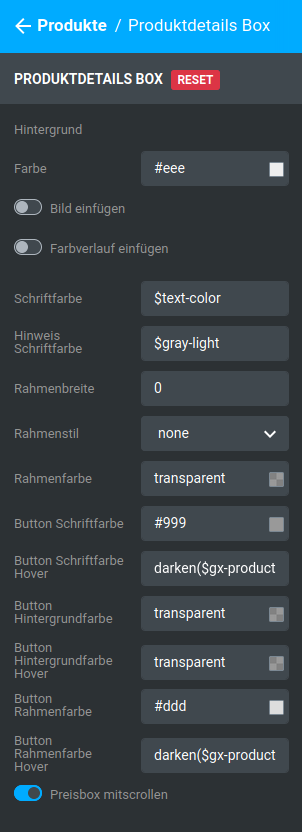 Produkte / Produktdetails Box
PRODUKTDETAILS BOX RESET
Hintergrund
Farbe #eee
Bild einfügen
Farbverlauf einfügen
Schriftfarbe $text-color
Hinweis
Schriftfarbe $gray-light
Rahmenbreite 0
Rahmenstil none
Rahmenfarbe transparent
Button Schriftfarbe #999
Button Schriftfarbe
Hover darken($gx-product
Button
Hintergrundfarbe transparent
Button
Hintergrundfarbe transparent
Hover
Button
Rahmenfarbe #ddd
Button
Rahmenfarbe darken($gx-product
Hover
Preisbox mitscrollen